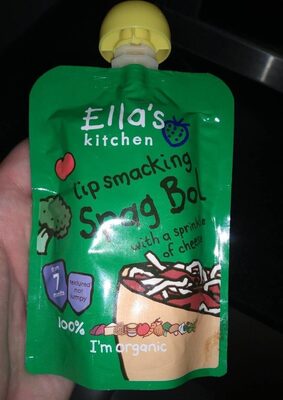 Ella's
kitchen
lip smacking
Spag Bol
with a sprinkle
of cheese
7
textured
not
lumpy
100%
I'm organic